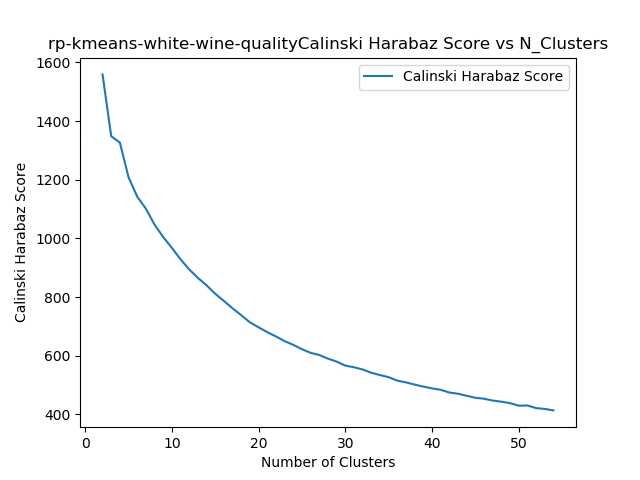 rp-kmeans-white-wine-qualityCalinski Harabaz Score vs N_Clusters
Calinski Harabaz Score
1600
1400
1200
1000
800
600
400
Calinski Harabaz Score
0 10 20 30 40 50
Number of Clusters